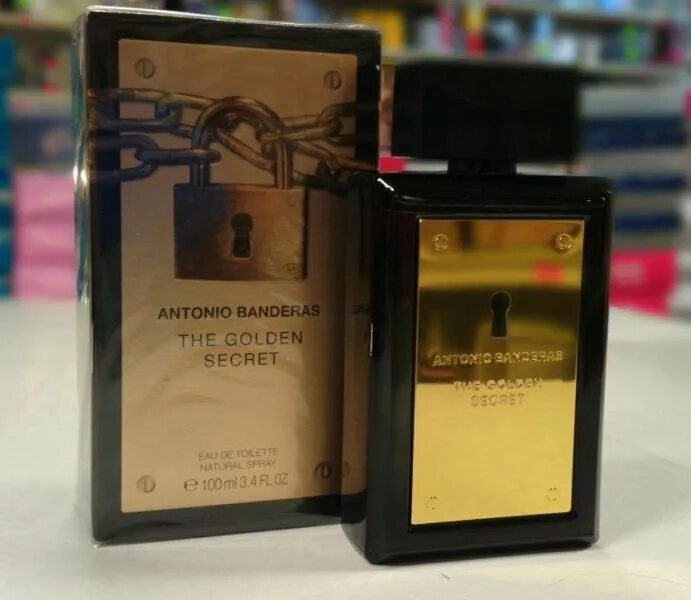 ANTONIO BANDERAS
THE GOLDEN
SECRET
EAU DE TOILETTE
NATURAL SPRAY
℮ 100 ml 3.4 FL OZ
ANTONIO BANDERAS
THE GOLDEN
SECRET